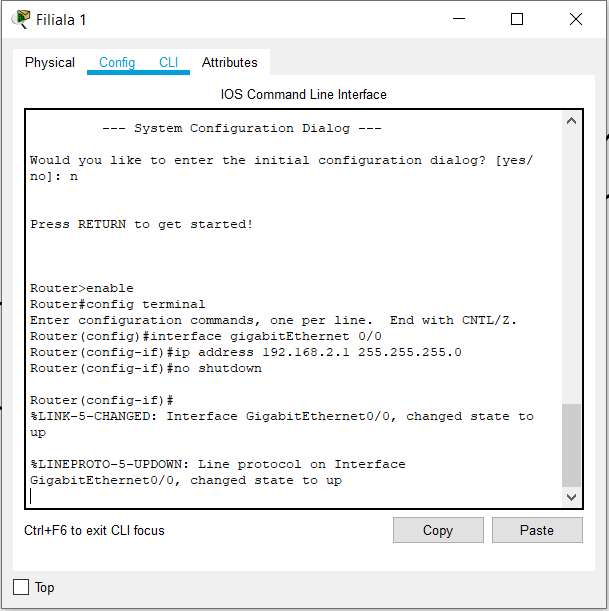 Filiala 1
Physical Config CLI Attributes
IOS Command Line Interface
--- System Configuration Dialog ---
Would you like to enter the initial configuration dialog? [yes/
no]: n
Press RETURN to get started!
Router>enable
Router#config terminal
Enter configuration commands, one per line.  End with CNTL/Z.
Router(config)#interface gigabitEthernet 0/0
Router(config-if)#ip address 192.168.2.1 255.255.255.0
Router(config-if)#no shutdown
Router(config-if)#
%LINK-5-CHANGED: Interface GigabitEthernet0/0, changed state to
up
%LINEPROTO-5-UPDOWN: Line protocol on Interface
GigabitEthernet0/0, changed state to up
Ctrl+F6 to exit CLI focus
Copy Paste
Top